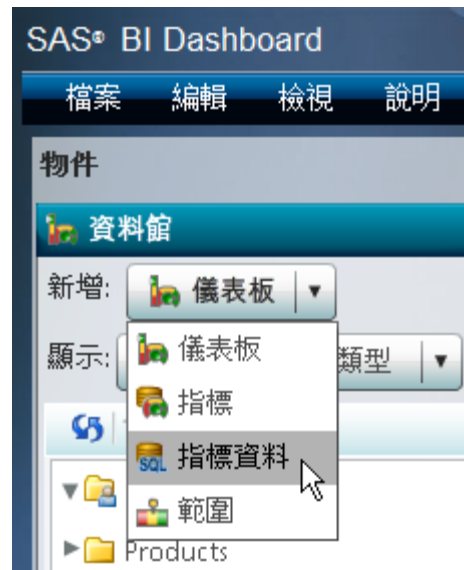 SAS® BI Dashboard
檔案 編輯 檢視 說明
物件
資料館
新增: 儀表板
儀表板
顯示: 類型
指標
SQL 指標資料
範圍
Products